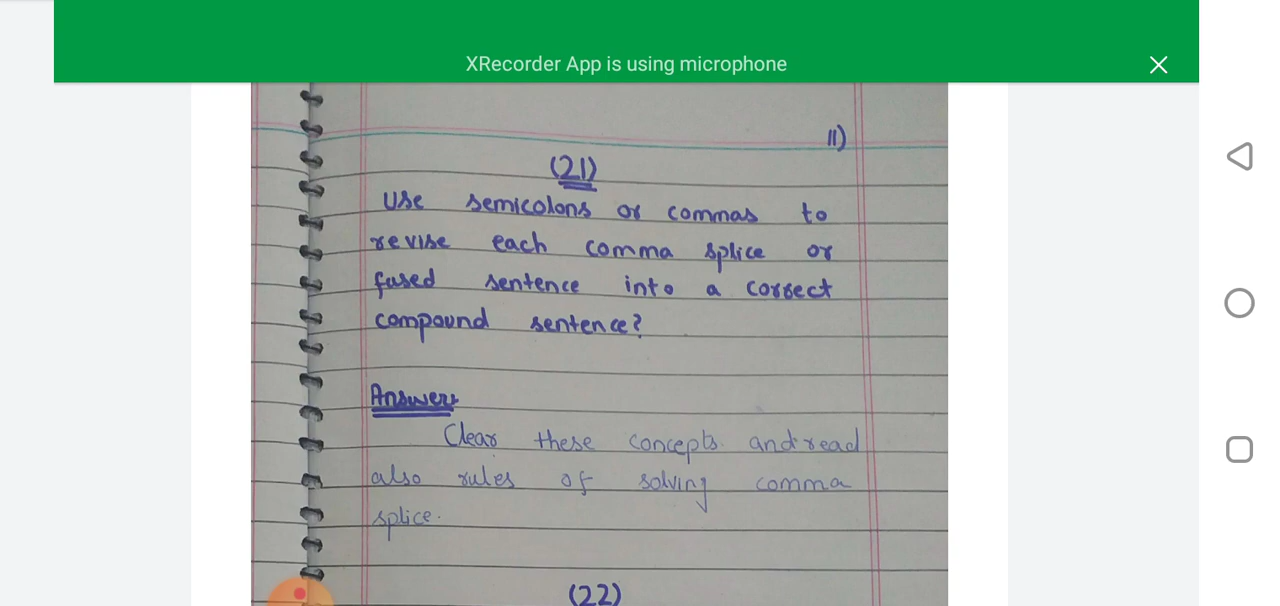 XRecorder App is using microphone
11)
(21)
Use semicolons or commas to
revise each comma splice or
fused sentence into a correct
compound sentence?
Answer
Clear these concepts. and read
also rules of solving comma
splice.
(22)